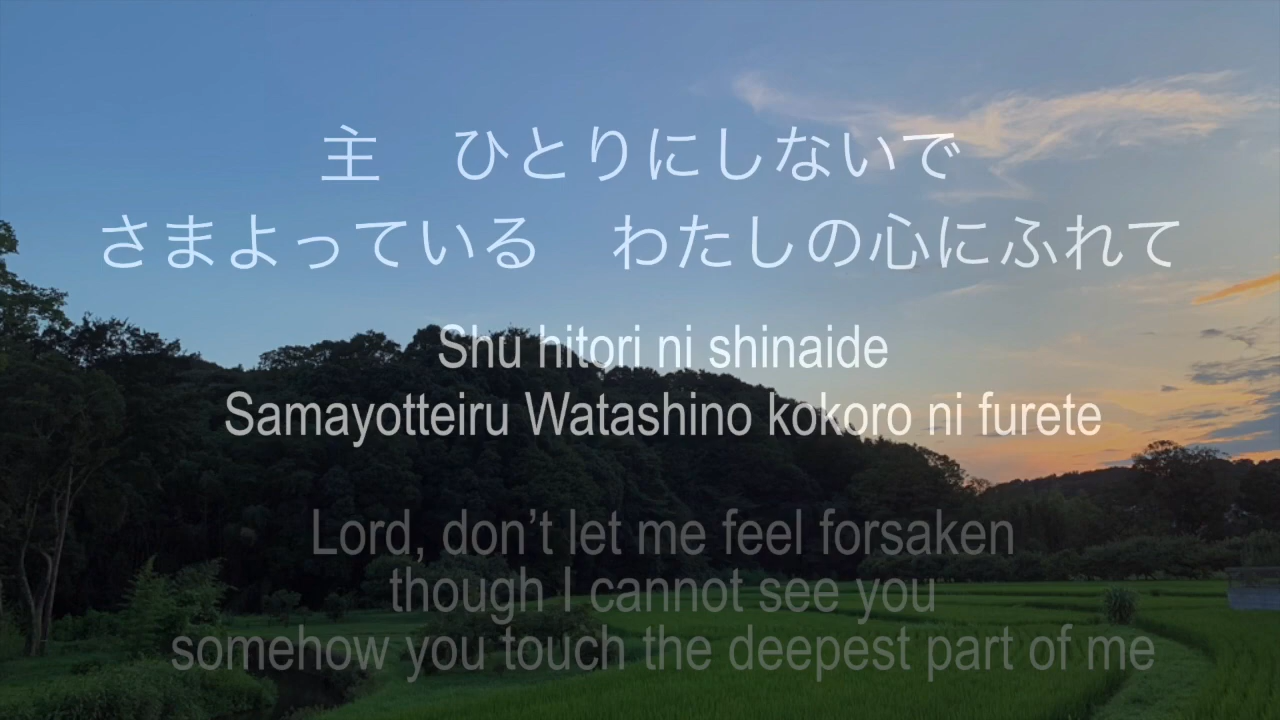 主　ひとりにしないで
さまよっている　わたしの心にふれて
Shu hitori ni shinaide
Samayotteiru Watashino kokoro ni furete
Lord, don’t let me feel forsaken
though I cannot see you
somehow you touch the deepest part of me